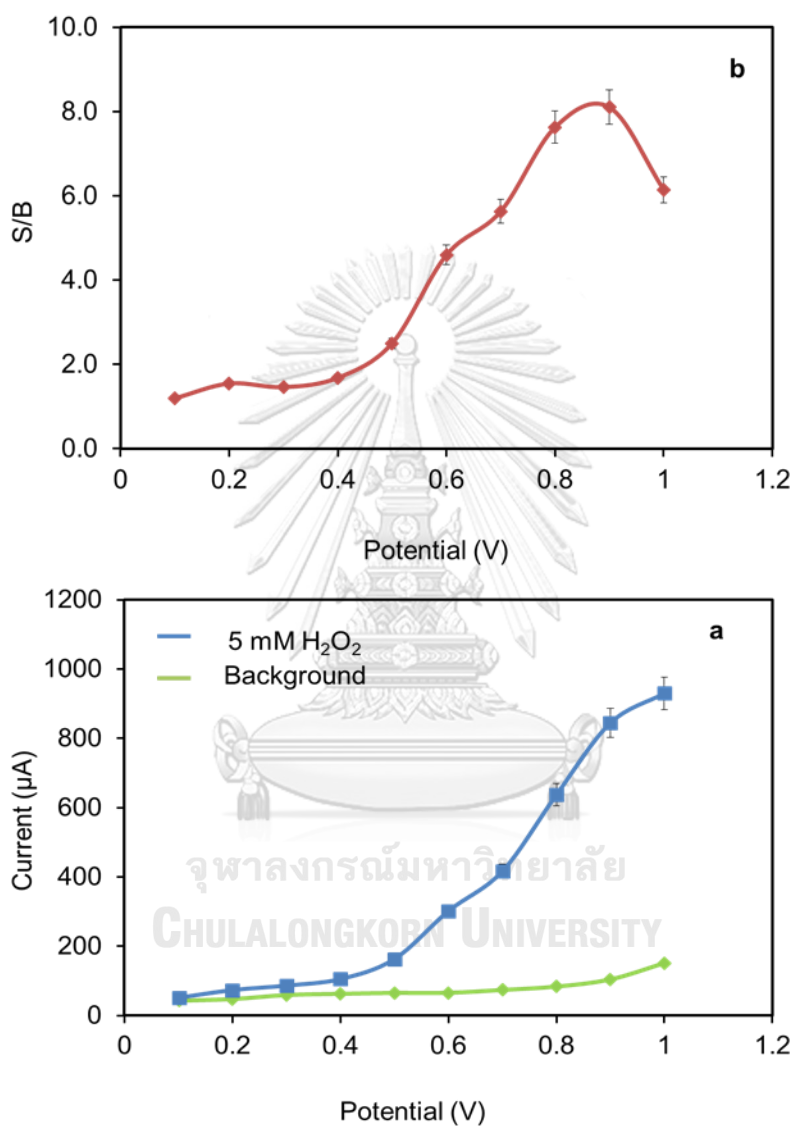 10.0
b
8.0
6.0
S/B
4.0
2.0
0.0
0 0.2 0.4 0.6 0.8 1 1.2
Potential (V)
1200
a
5 mM H₂O₂
Background
1000
800
Current (µA)
600
400
จุฬาลงกรณ์มหาวิทยาลัย
CHULALONGKORN UNIVERSITY
200
0
0 0.2 0.4 0.6 0.8 1 1.2
Potential (V)